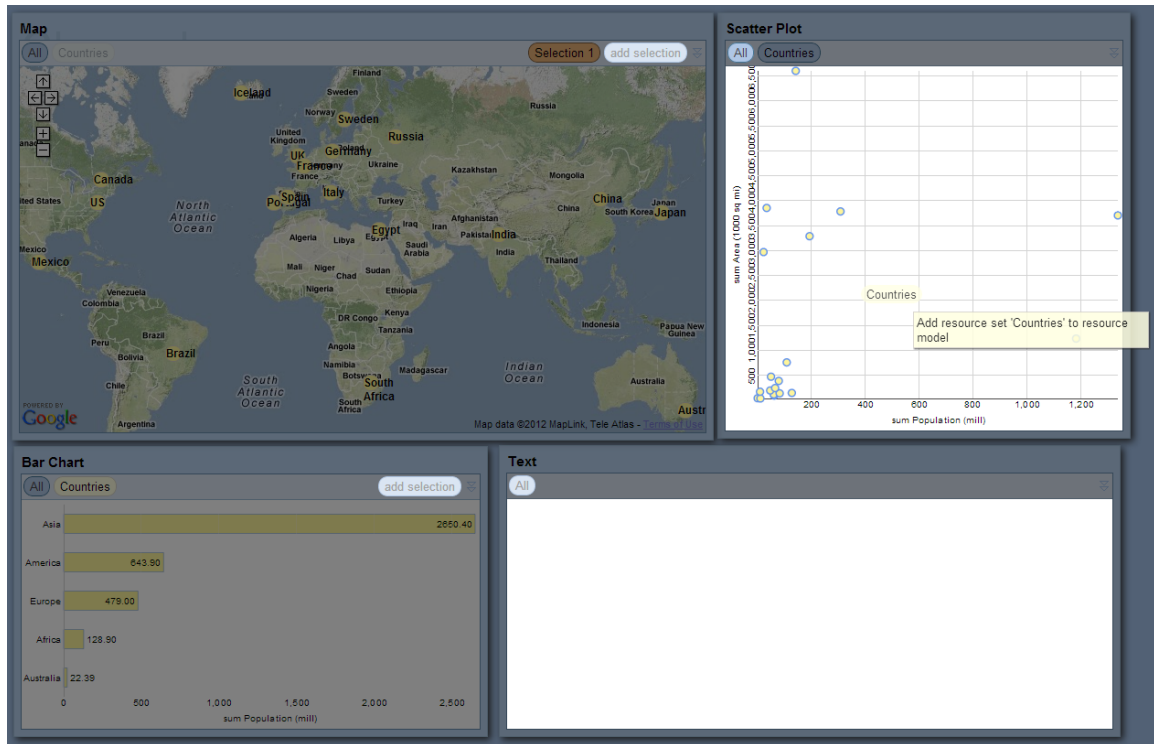 Map
All Countries Selection 1 add selection
Finland
Iceland
Sweden
Norway
Sweden
Russia
United
Kingdom
Russia
UK
Germany
France
Ukraine
France
Kazakhstan
Mongolia
Canada
US
United States
North
Atlantic
Ocean
Portugal
Spain
Italy
Turkey
China
China
South Korea
Japan
Afghanistan
Iraq
Iran
Egypt
Algeria
Libya
Saudi
Arabia
Pakistan
India
India
Mexico
Mexico
Mali
Niger
Chad
Sudan
Thailand
Venezuela
Colombia
Nigeria
Ethiopia
DR Congo
Kenya
Tanzania
Indonesia
Papua New
Guinea
Peru
Brazil
Bolivia
Brazil
Angola
Namibia
Botswana
Madagascar
South
Africa
South
Africa
Chile
South
Atlantic
Ocean
Indian
Ocean
Australia
Austr
Argentina
POWERED BY
Google
Map data ©2012 MapLink, Tele Atlas - Terms of Use
Scatter Plot
All Countries
sum Area (1000 sq mi)
500
Countries
Add resource set 'Countries' to resource
model
200 400 600 800 1,000 1,200
sum Population (mill)
Bar Chart
All Countries add selection
Asia 2650.40
America 643.90
Europe 479.00
Africa 128.90
Australia 22.39
0 500 1,000 1,500 2,000 2,500
sum Population (mill)
Text
All